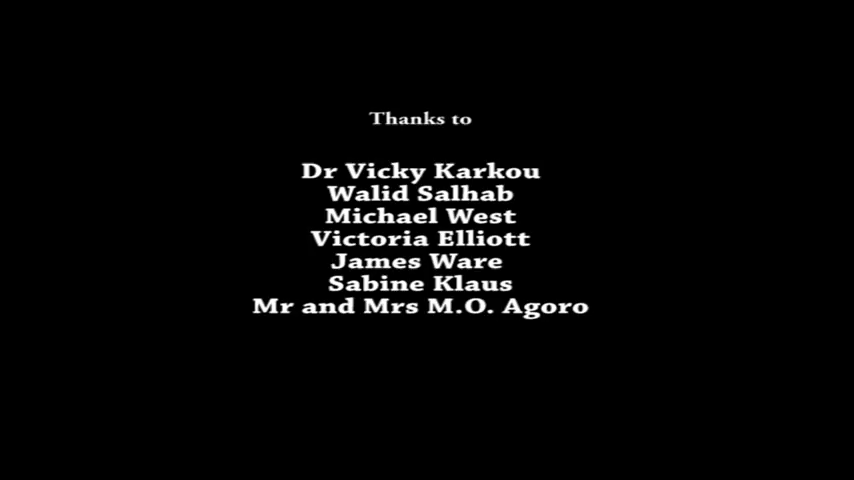 Thanks to
Dr Vicky Karkou
Walid Salhab
Michael West
Victoria Elliott
James Ware
Sabine Klaus
Mr and Mrs M.O. Agoro